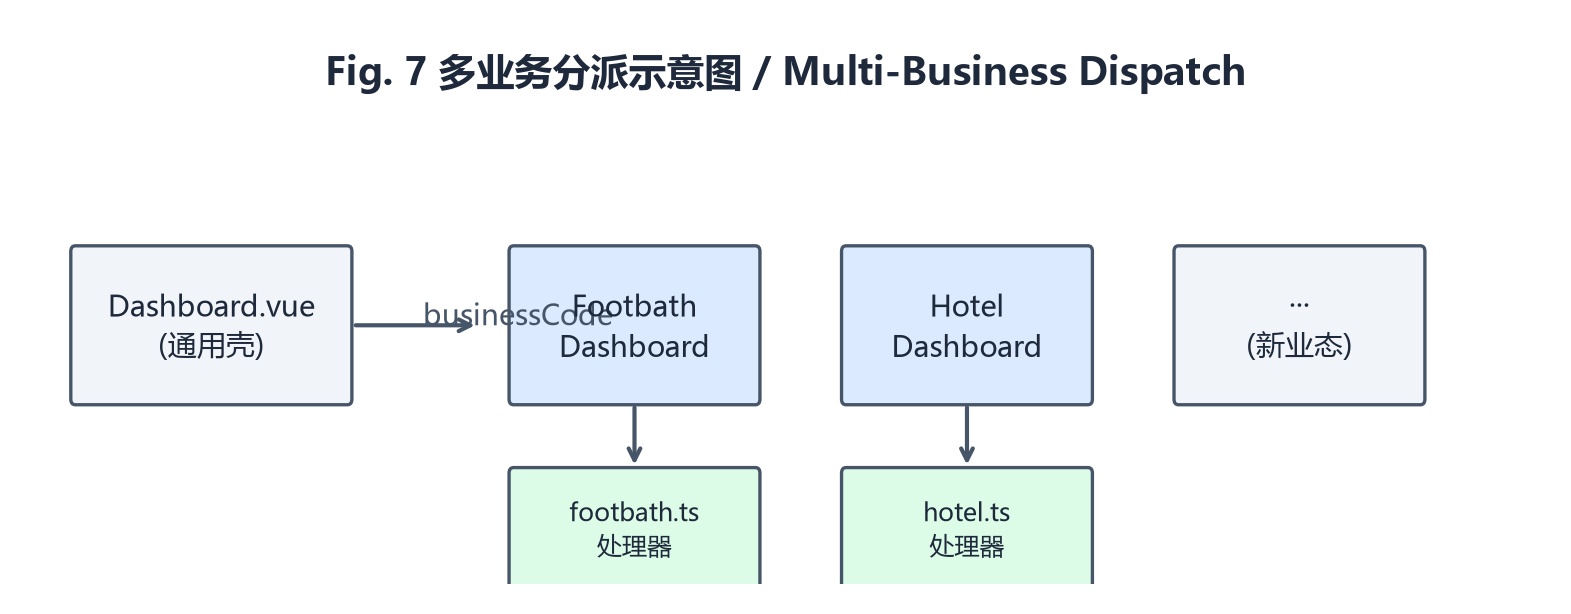 Fig. 7 多业务分派示意图 / Multi-Business Dispatch
Dashboard.vue
(通用壳)
businessCode
Footbath
Dashboard
Hotel
Dashboard
...
(新业态)
footbath.ts
处理器
hotel.ts
处理器